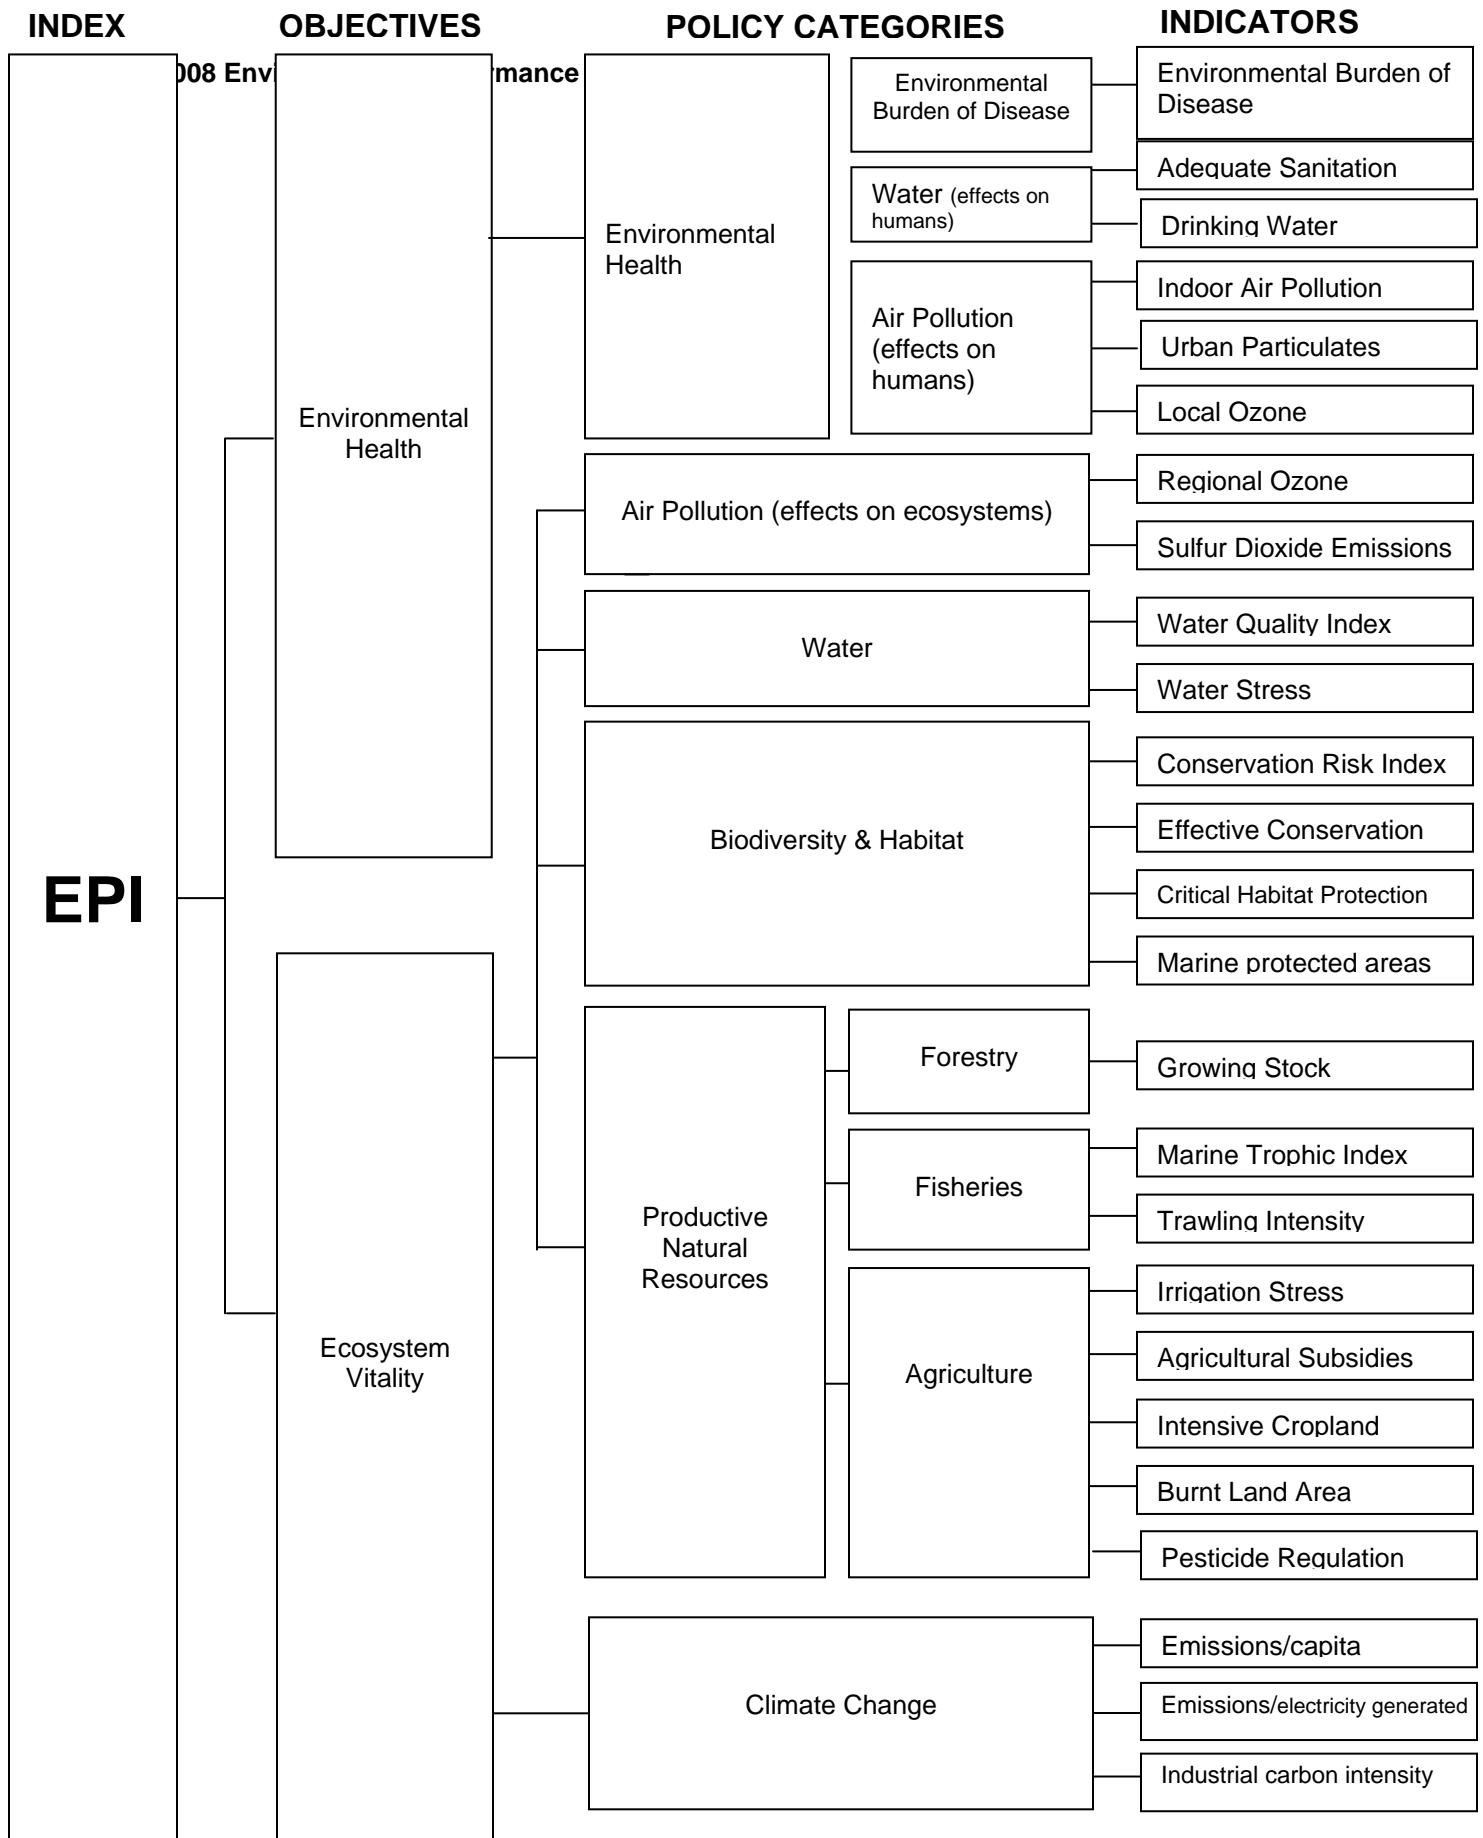 INDEX
OBJECTIVES
POLICY CATEGORIES
INDICATORS
008 Envi
rmance
Environmental
Burden of Disease
Environmental Burden of
Disease
Adequate Sanitation
Water (effects on
humans)
Drinking Water
Environmental
Health
Indoor Air Pollution
Air Pollution
(effects on
humans)
Urban Particulates
Local Ozone
Environmental
Health
Regional Ozone
Air Pollution (effects on ecosystems)
Sulfur Dioxide Emissions
Water Quality Index
Water
Water Stress
Conservation Risk Index
Biodiversity & Habitat
Effective Conservation
Critical Habitat Protection
EPI
Marine protected areas
Forestry
Growing Stock
Marine Trophic Index
Fisheries
Trawling Intensity
Productive
Natural
Resources
Irrigation Stress
Ecosystem
Vitality
Agriculture
Agricultural Subsidies
Intensive Cropland
Burnt Land Area
Pesticide Regulation
Emissions/capita
Climate Change
Emissions/electricity generated
Industrial carbon intensity